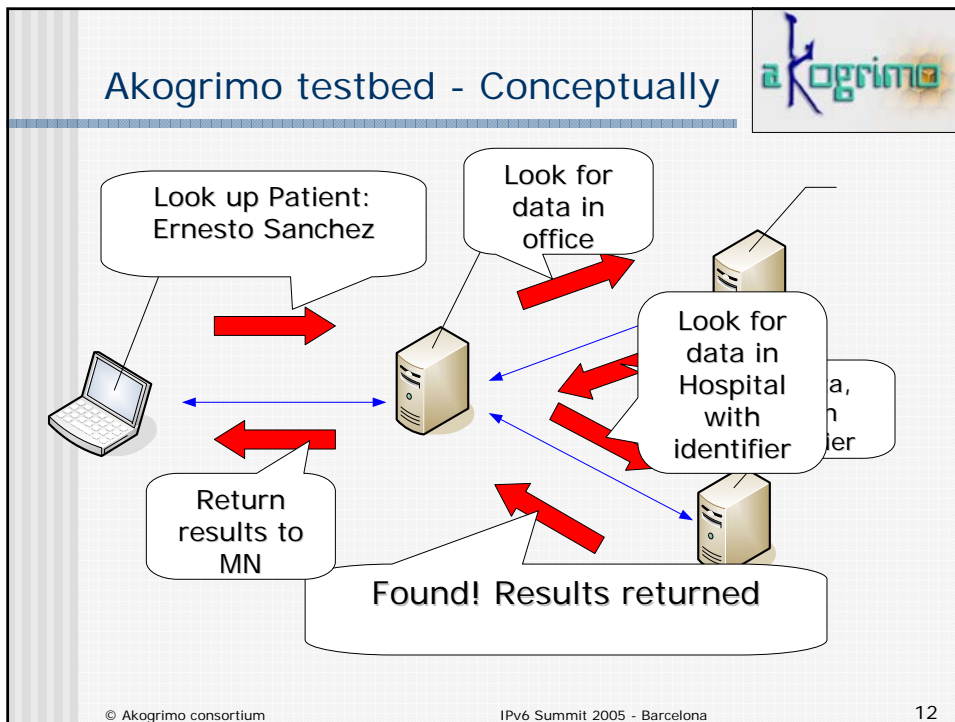 Akogrimo testbed - Conceptually
akogrimo
Look up Patient:
Ernesto Sanchez
Look for
data in
office
Look for
data in
Hospital
with
identifier
Return
results to
MN
Found! Results returned
© Akogrimo consortium
IPv6 Summit 2005 - Barcelona
12